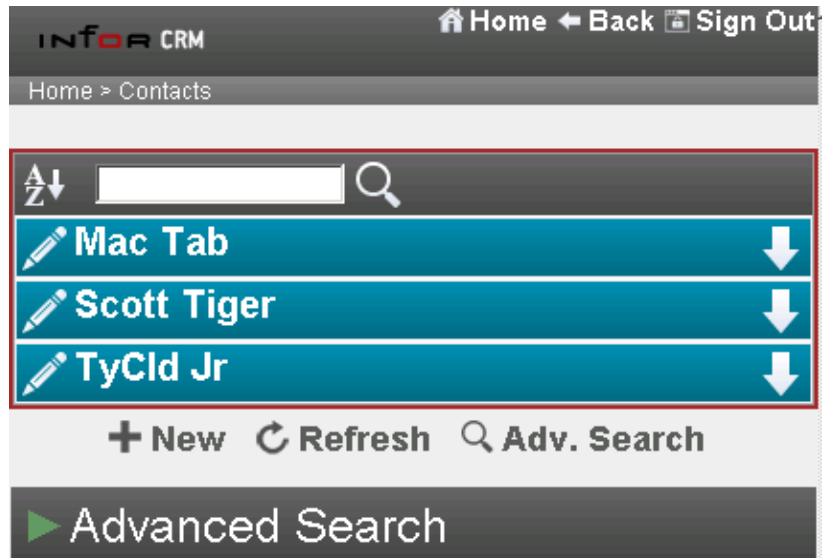 Home Back Sign Out
infor CRM
Home > Contacts
AZ
Mac Tab
Scott Tiger
TyCld Jr
New Refresh Adv. Search
Advanced Search